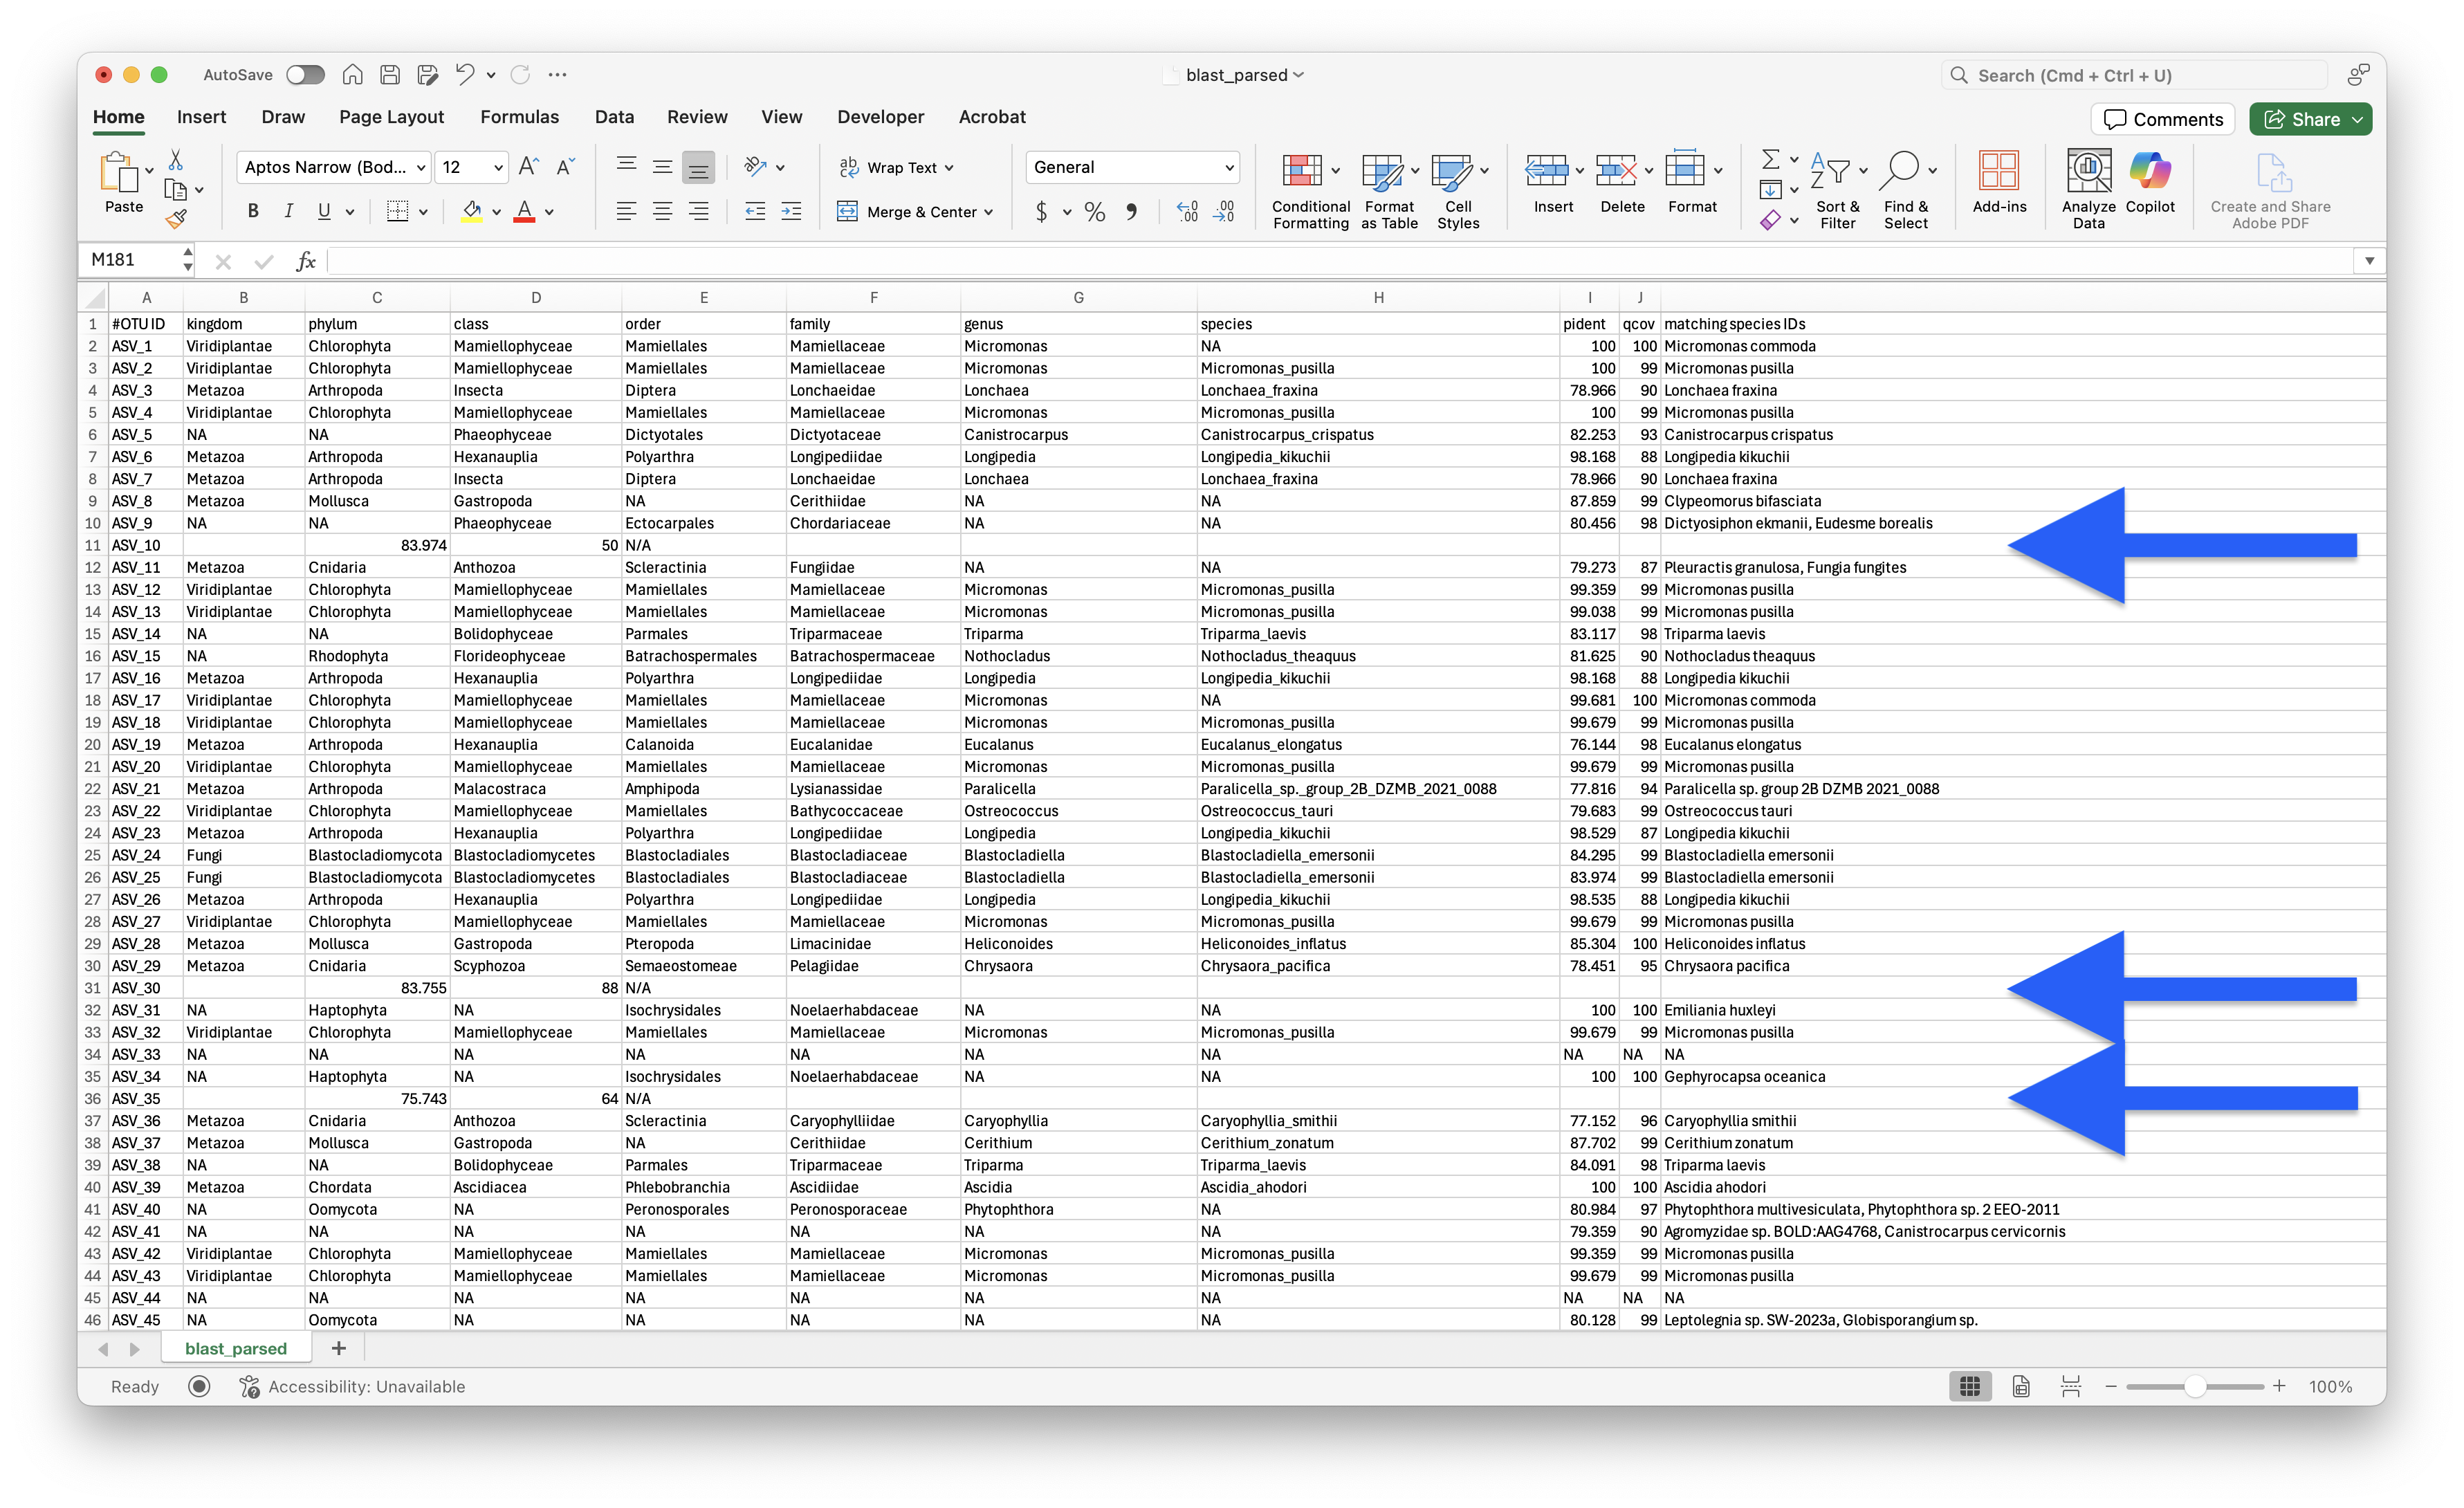 AutoSave
blast_parsed
Search (Cmd + Ctrl + U)
Home Insert Draw Page Layout Formulas Data Review View Developer Acrobat
Comments Share
Paste
Aptos Narrow (Bod... 12
Wrap Text
General
B I U
Merge & Center
Conditional Formatting
Format as Table
Cell Styles
Insert
Delete
Format
Sort & Filter
Find & Select
Add-ins
Analyze Data
Copilot
Create and Share Adobe PDF
M181 fx
A B C D E F G H I J
1 #OTU ID kingdom phylum class order family genus species pident qcov matching species IDs
2 ASV_1 Viridiplantae Chlorophyta Mamiellophyceae Mamiellales Mamiellaceae Micromonas NA 100 100 Micromonas commoda
3 ASV_2 Viridiplantae Chlorophyta Mamiellophyceae Mamiellales Mamiellaceae Micromonas Micromonas_pusilla 100 99 Micromonas pusilla
4 ASV_3 Metazoa Arthropoda Insecta Diptera Lonchaeidae Lonchaea Lonchaea_fraxina 78.966 90 Lonchaea fraxina
5 ASV_4 Viridiplantae Chlorophyta Mamiellophyceae Mamiellales Mamiellaceae Micromonas Micromonas_pusilla 100 99 Micromonas pusilla
6 ASV_5 NA NA Phaeophyceae Dictyotales Dictyotaceae Canistrocarpus Canistrocarpus_crispatus 82.253 93 Canistrocarpus crispatus
7 ASV_6 Metazoa Arthropoda Hexanauplia Polyarthra Longipediidae Longipedia Longipedia_kikuchii 98.168 88 Longipedia kikuchii
8 ASV_7 Metazoa Arthropoda Insecta Diptera Lonchaeidae Lonchaea Lonchaea_fraxina 78.966 90 Lonchaea fraxina
9 ASV_8 Metazoa Mollusca Gastropoda NA Cerithiidae NA NA 87.859 99 Clypeomorus bifasciata
10 ASV_9 NA NA Phaeophyceae Ectocarpales Chordariaceae NA NA 80.456 98 Dictyosiphon ekmanii, Eudesme borealis
11 ASV_10 83.974 50 N/A
12 ASV_11 Metazoa Cnidaria Anthozoa Scleractinia Fungiidae NA NA 79.273 87 Pleuractis granulosa, Fungia fungites
13 ASV_12 Viridiplantae Chlorophyta Mamiellophyceae Mamiellales Mamiellaceae Micromonas Micromonas_pusilla 99.359 99 Micromonas pusilla
14 ASV_13 Viridiplantae Chlorophyta Mamiellophyceae Mamiellales Mamiellaceae Micromonas Micromonas_pusilla 99.038 99 Micromonas pusilla
15 ASV_14 NA NA Bolidophyceae Parmales Triparmaceae Triparma Triparma_laevis 83.117 98 Triparma laevis
16 ASV_15 NA Rhodophyta Florideophyceae Batrachospermales Batrachospermaceae Nothocladus Nothocladus_theaquus 81.625 90 Nothocladus theaquus
17 ASV_16 Metazoa Arthropoda Hexanauplia Polyarthra Longipediidae Longipedia Longipedia_kikuchii 98.168 88 Longipedia kikuchii
18 ASV_17 Viridiplantae Chlorophyta Mamiellophyceae Mamiellales Mamiellaceae Micromonas NA 99.681 100 Micromonas commoda
19 ASV_18 Viridiplantae Chlorophyta Mamiellophyceae Mamiellales Mamiellaceae Micromonas Micromonas_pusilla 99.679 99 Micromonas pusilla
20 ASV_19 Metazoa Arthropoda Hexanauplia Calanoida Eucalanidae Eucalanus Eucalanus_elongatus 76.144 98 Eucalanus elongatus
21 ASV_20 Viridiplantae Chlorophyta Mamiellophyceae Mamiellales Mamiellaceae Micromonas Micromonas_pusilla 99.679 99 Micromonas pusilla
22 ASV_21 Metazoa Arthropoda Malacostraca Amphipoda Lysianassidae Paralicella Paralicella_sp._group_2B_DZMB_2021_0088 77.816 94 Paralicella sp. group 2B DZMB 2021_0088
23 ASV_22 Viridiplantae Chlorophyta Mamiellophyceae Mamiellales Bathycoccaceae Ostreococcus Ostreococcus_tauri 79.683 99 Ostreococcus tauri
24 ASV_23 Metazoa Arthropoda Hexanauplia Polyarthra Longipediidae Longipedia Longipedia_kikuchii 98.529 87 Longipedia kikuchii
25 ASV_24 Fungi Blastocladiomycota Blastocladiomycetes Blastocladiales Blastocladiaceae Blastocladiella Blastocladiella_emersonii 84.295 99 Blastocladiella emersonii
26 ASV_25 Fungi Blastocladiomycota Blastocladiomycetes Blastocladiales Blastocladiaceae Blastocladiella Blastocladiella_emersonii 83.974 99 Blastocladiella emersonii
27 ASV_26 Metazoa Arthropoda Hexanauplia Polyarthra Longipediidae Longipedia Longipedia_kikuchii 98.535 88 Longipedia kikuchii
28 ASV_27 Viridiplantae Chlorophyta Mamiellophyceae Mamiellales Mamiellaceae Micromonas Micromonas_pusilla 99.679 99 Micromonas pusilla
29 ASV_28 Metazoa Mollusca Gastropoda Pteropoda Limacinidae Heliconoides Heliconoides_inflatus 85.304 100 Heliconoides inflatus
30 ASV_29 Metazoa Cnidaria Scyphozoa Semaeostomeae Pelagiidae Chrysaora Chrysaora_pacifica 78.451 95 Chrysaora pacifica
31 ASV_30 83.755 88 N/A
32 ASV_31 NA Haptophyta NA Isochrysidales Noelaerhabdaceae NA NA 100 100 Emiliania huxleyi
33 ASV_32 Viridiplantae Chlorophyta Mamiellophyceae Mamiellales Mamiellaceae Micromonas Micromonas_pusilla 99.679 99 Micromonas pusilla
34 ASV_33 NA NA NA NA NA NA NA NA NA NA
35 ASV_34 NA Haptophyta NA Isochrysidales Noelaerhabdaceae NA NA 100 100 Gephyrocapsa oceanica
36 ASV_35 75.743 64 N/A
37 ASV_36 Metazoa Cnidaria Anthozoa Scleractinia Caryophylliidae Caryophyllia Caryophyllia_smithii 77.152 96 Caryophyllia smithii
38 ASV_37 Metazoa Mollusca Gastropoda NA Cerithiidae Cerithium Cerithium_zonatum 87.702 99 Cerithium zonatum
39 ASV_38 NA NA Bolidophyceae Parmales Triparmaceae Triparma Triparma_laevis 84.091 98 Triparma laevis
40 ASV_39 Metazoa Chordata Ascidiacea Phlebobranchia Ascidiidae Ascidia Ascidia_ahodori 100 100 Ascidia ahodori
41 ASV_40 NA Oomycota NA Peronosporales Peronosporaceae Phytophthora NA 80.984 97 Phytophthora multivesiculata, Phytophthora sp. 2 EEO-2011
42 ASV_41 NA NA NA NA NA NA NA 79.359 90 Agromyzidae sp. BOLD:AAG4768, Canistrocarpus cervicornis
43 ASV_42 Viridiplantae Chlorophyta Mamiellophyceae Mamiellales Mamiellaceae Micromonas Micromonas_pusilla 99.359 99 Micromonas pusilla
44 ASV_43 Viridiplantae Chlorophyta Mamiellophyceae Mamiellales Mamiellaceae Micromonas Micromonas_pusilla 99.679 99 Micromonas pusilla
45 ASV_44 NA NA NA NA NA NA NA NA NA NA
46 ASV_45 NA Oomycota NA NA NA NA NA 80.128 99 Leptolegnia sp. SW-2023a, Globisporangium sp.
blast_parsed +
Ready Accessibility: Unavailable 100%